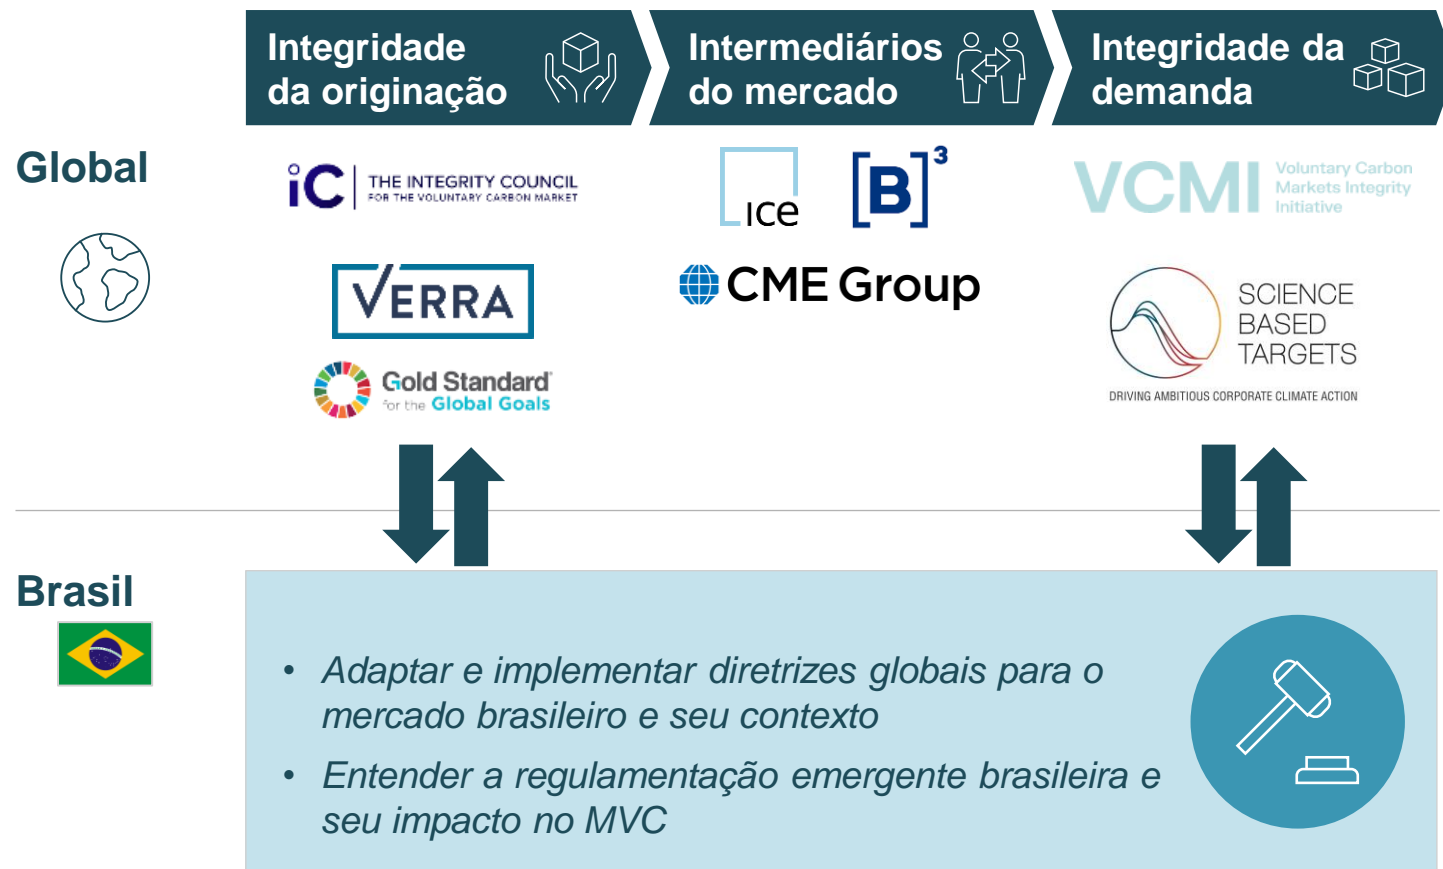 Integridade
da originação
Intermediários
do mercado
Integridade da
demanda
Global
iC THE INTEGRITY COUNCIL
FOR THE VOLUNTARY CARBON MARKET
ice
[B]³
VCMI Voluntary Carbon
Markets Integrity
Initiative
VERRA
CME Group
SCIENCE
BASED
TARGETS
DRIVING AMBITIOUS CORPORATE CLIMATE ACTION
Gold Standard
for the Global Goals
Brasil
• Adaptar e implementar diretrizes globais para o
mercado brasileiro e seu contexto
• Entender a regulamentação emergente brasileira e
seu impacto no MVC